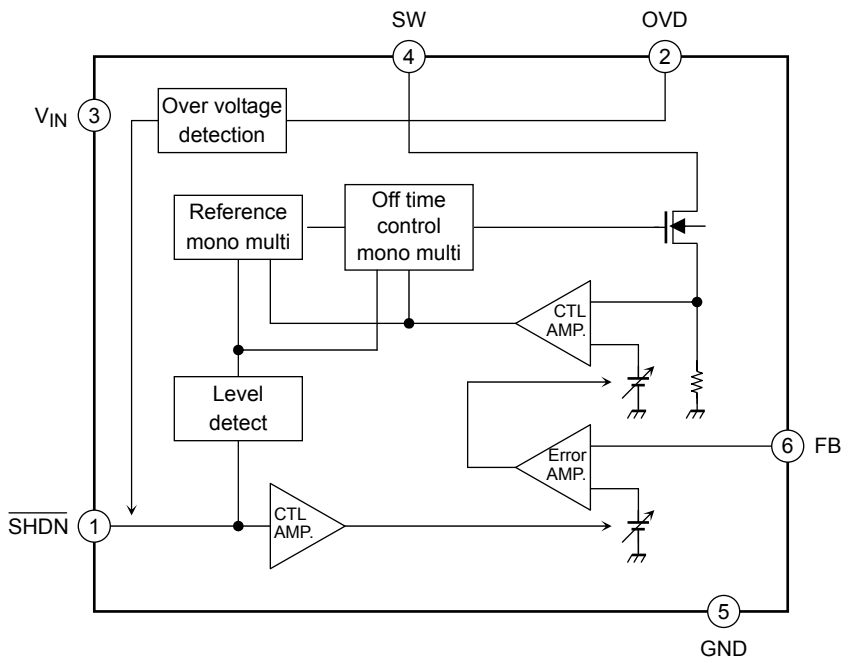 SW
OVD
4
2
VIN
3
Over voltage
detection
Reference
mono multi
Off time
control
mono multi
CTL
AMP.
Level
detect
Error
AMP.
6
FB
SHDN
1
CTL
AMP.
5
GND